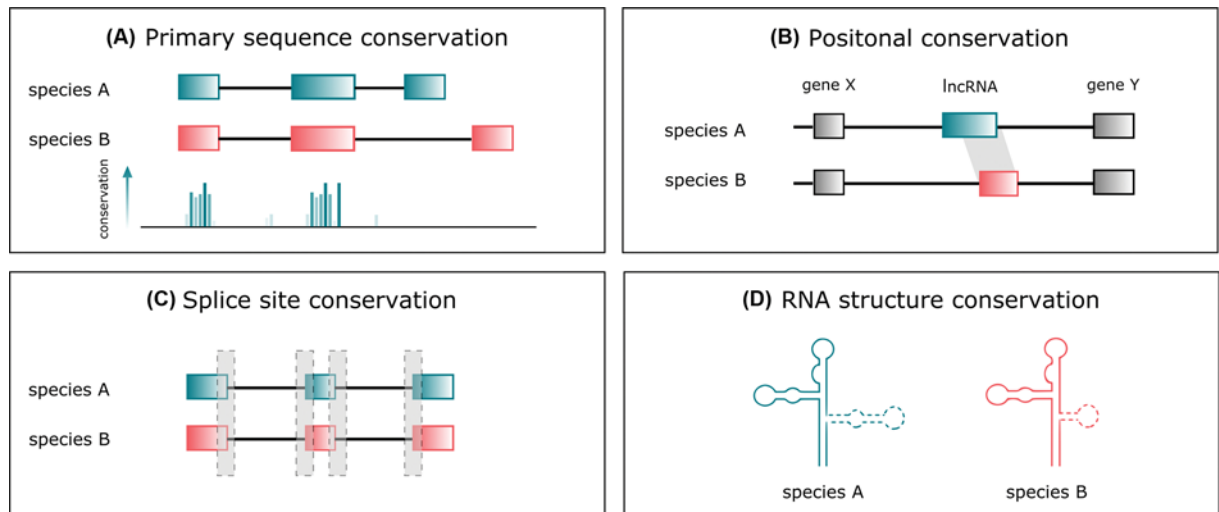 (A) Primary sequence conservation
species A
species B
conservation
(B) Positonal conservation
gene X lncRNA gene Y
species A
species B
(C) Splice site conservation
species A
species B
(D) RNA structure conservation
species A species B